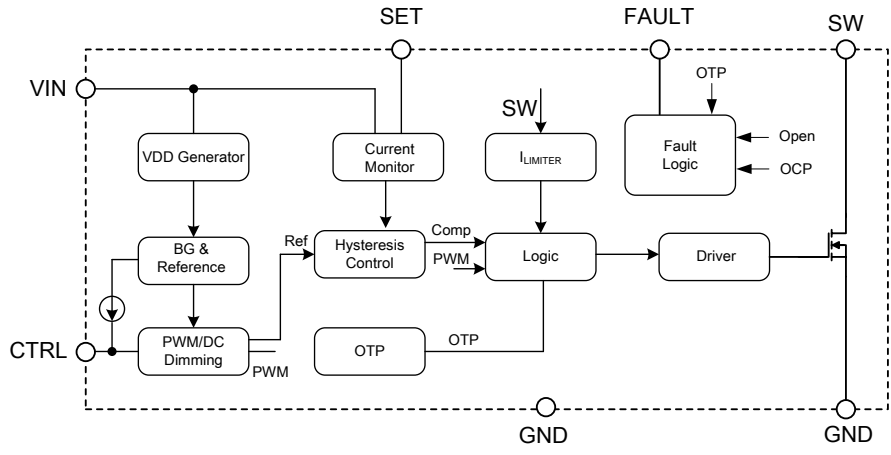 SET
FAULT
SW
VIN
OTP
SW
VDD Generator
Current
Monitor
ILIMITER
Fault
Logic
Open
OCP
Ref
Comp
BG &
Reference
Hysteresis
Control
PWM
Logic
Driver
CTRL
PWM/DC
Dimming
PWM
OTP
OTP
GND
GND